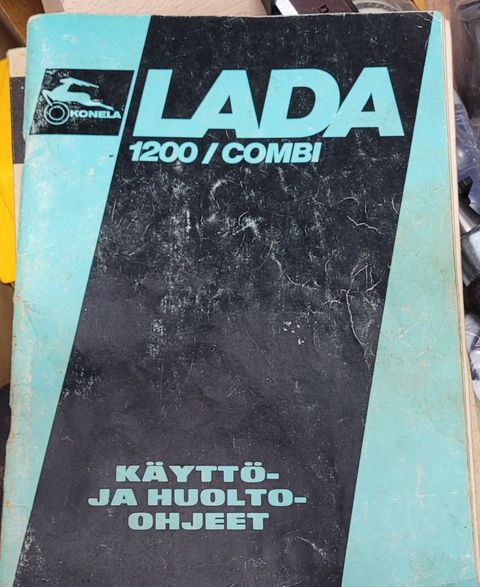 KONELA
LADA
1200/COMBI
KÄYTTÖ-
JA HUOLTO-
OHJEET